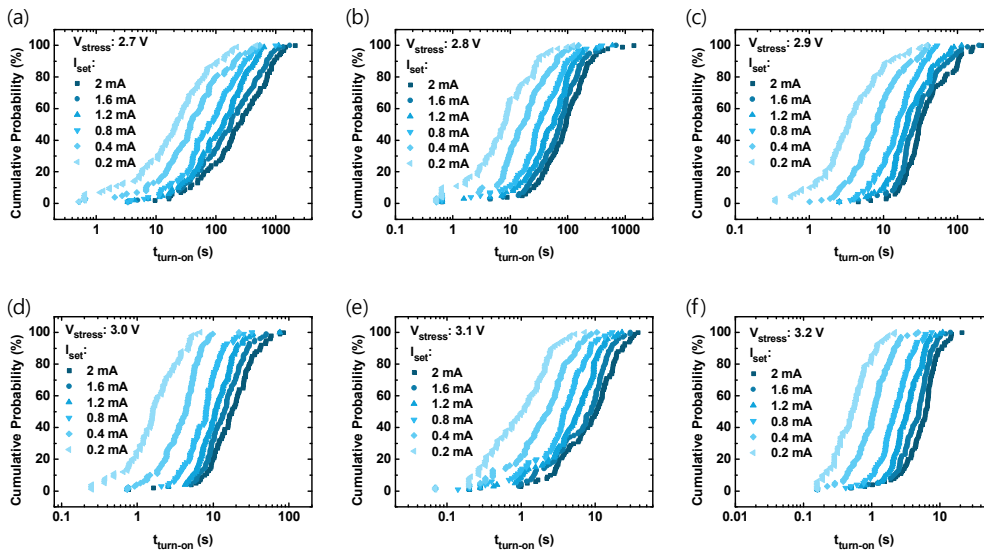 (a)
V_stress: 2.7 V
I_set:
2 mA
1.6 mA
1.2 mA
0.8 mA
0.4 mA
0.2 mA
Cumulative Probability (%)
100
80
60
40
20
0
1
10
100
1000
t_turn-on (s)
(b)
V_stress: 2.8 V
I_set:
2 mA
1.6 mA
1.2 mA
0.8 mA
0.4 mA
0.2 mA
Cumulative Probability (%)
100
80
60
40
20
0
0.1
1
10
100
1000
t_turn-on (s)
(c)
V_stress: 2.9 V
I_set:
2 mA
1.6 mA
1.2 mA
0.8 mA
0.4 mA
0.2 mA
Cumulative Probability (%)
100
80
60
40
20
0
0.1
1
10
100
t_turn-on (s)
(d)
V_stress: 3.0 V
I_set:
2 mA
1.6 mA
1.2 mA
0.8 mA
0.4 mA
0.2 mA
Cumulative Probability (%)
100
80
60
40
20
0
0.1
1
10
100
t_turn-on (s)
(e)
V_stress: 3.1 V
I_set:
2 mA
1.6 mA
1.2 mA
0.8 mA
0.4 mA
0.2 mA
Cumulative Probability (%)
100
80
60
40
20
0
0.1
1
10
t_turn-on (s)
(f)
V_stress: 3.2 V
I_set:
2 mA
1.6 mA
1.2 mA
0.8 mA
0.4 mA
0.2 mA
Cumulative Probability (%)
100
80
60
40
20
0
0.01
0.1
1
10
t_turn-on (s)